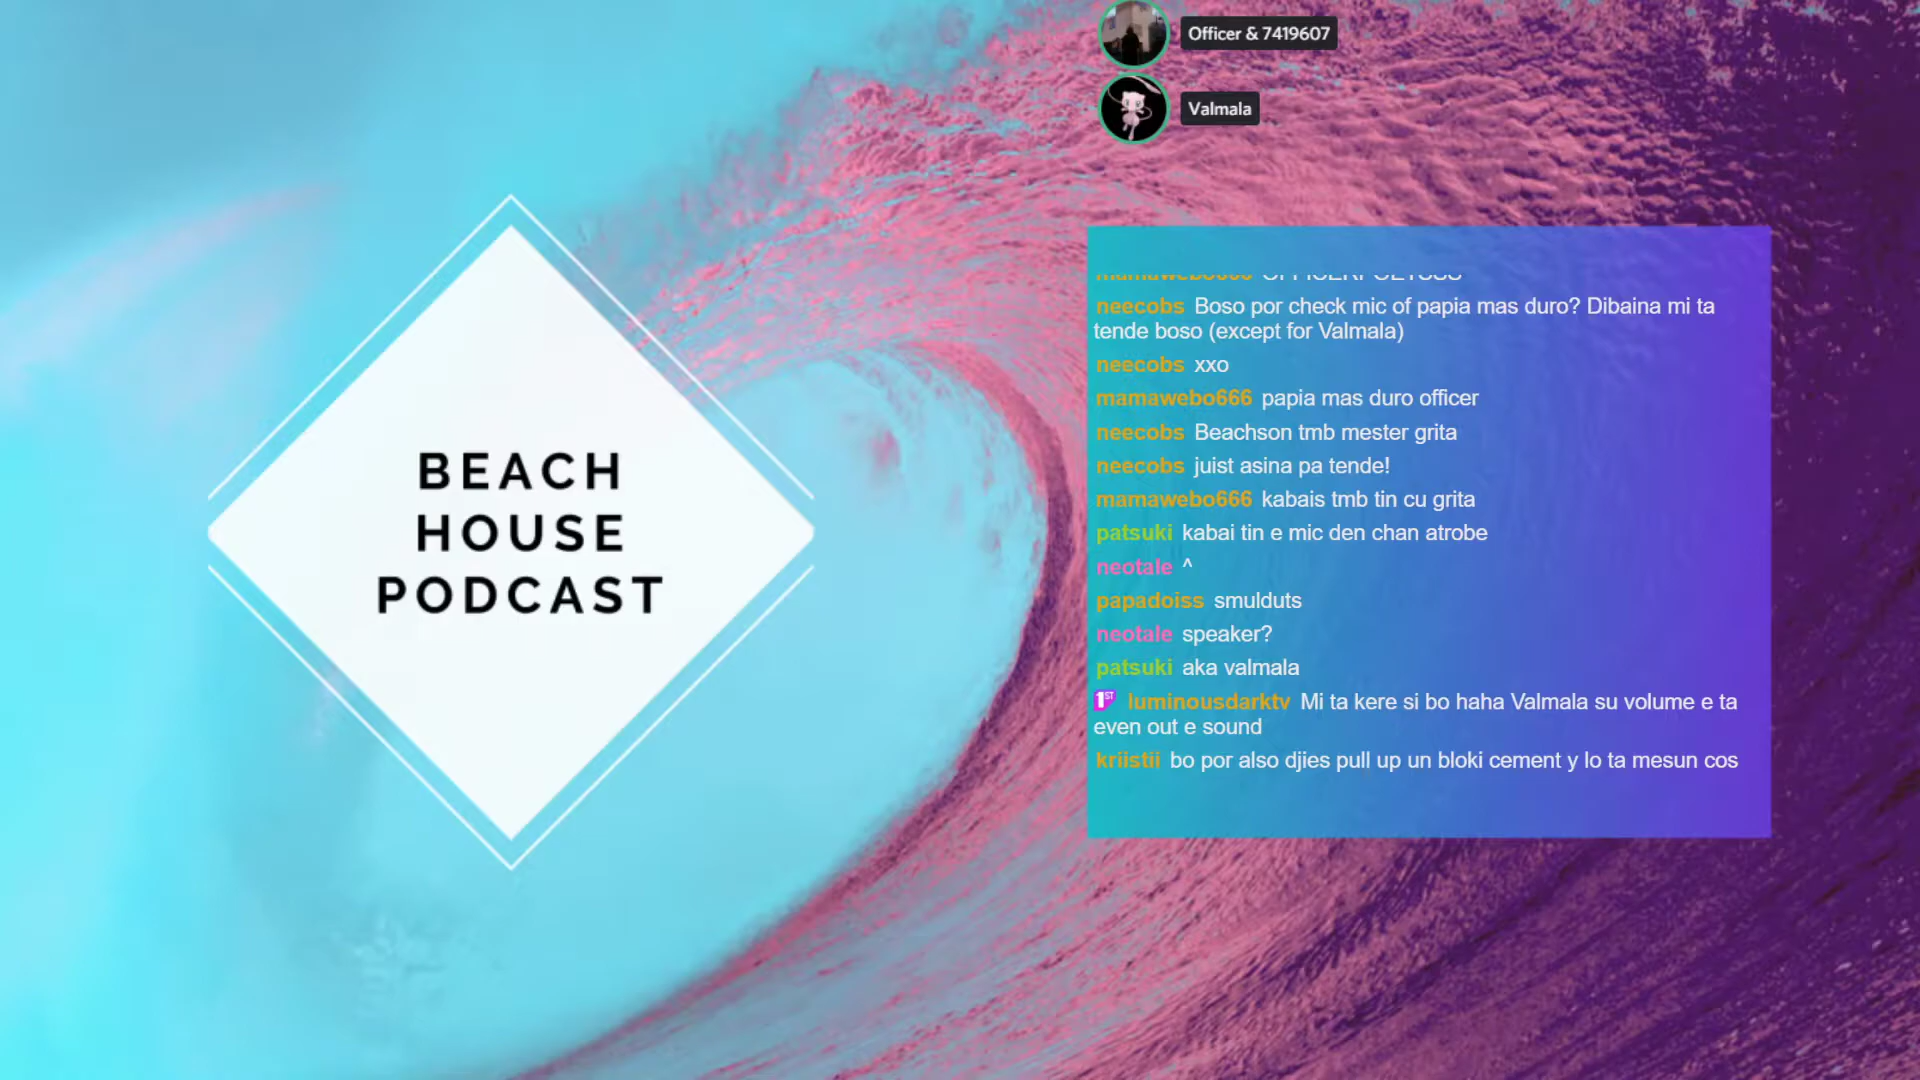 Officer & 7419607
Valmala
BEACH
HOUSE
PODCAST
neecobs Boso por check mic of papia mas duro? Dibaina mi ta
tende boso (except for Valmala)
neecobs xxo
mamawebo666 papia mas duro officer
neecobs Beachson tmb mester grita
neecobs juist asina pa tende!
mamawebo666 kabais tmb tin cu grita
patsuki kabai tin e mic den chan atrobe
neotale ^
papadoiss smulduts
neotale speaker?
patsuki aka valmala
1ST luminousdarktv Mi ta kere si bo haha Valmala su volume e ta
even out e sound
kriistii bo por also djies pull up un bloki cement y lo ta mesun cos